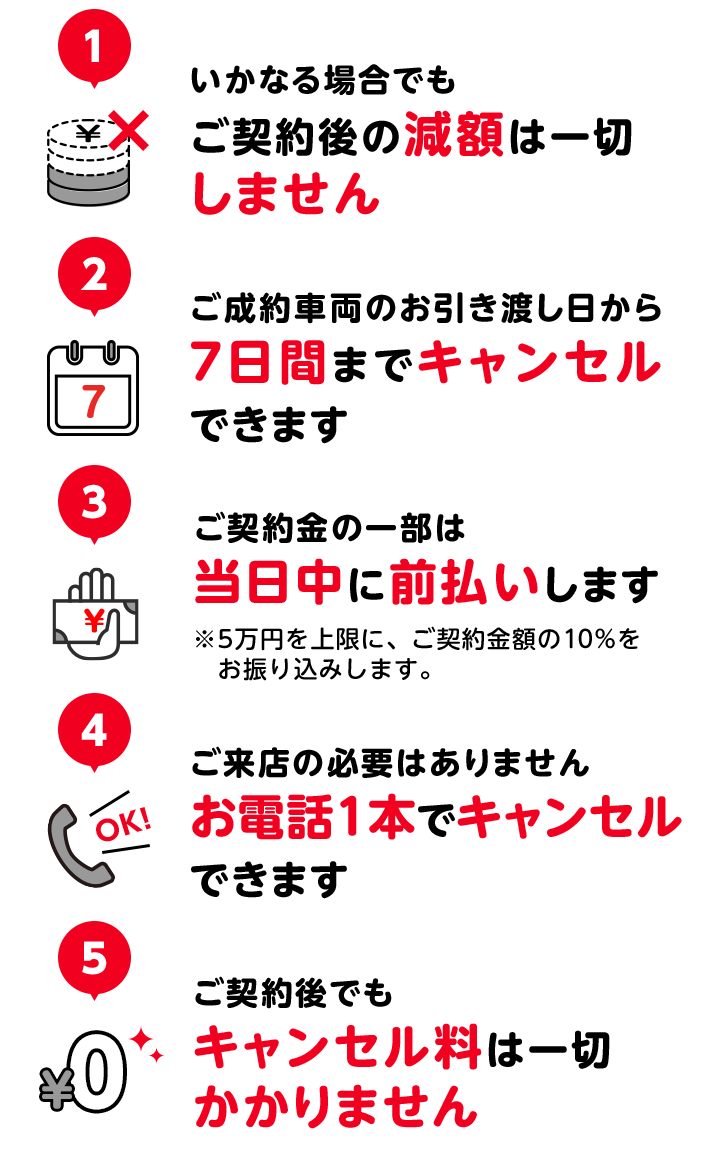 1
いかなる場合でも
¥
ご契約後の減額は一切
しません
2
ご成約車両のお引き渡し日から
7
7日間までキャンセル
できます
3
ご契約金の一部は
¥
当日中に前払いします
※5万円を上限に、ご契約金額の10%を
お振り込みします。
4
ご来店の必要はありません
OK!
お電話1本でキャンセル
できます
5
ご契約後でも
¥0
キャンセル料は一切
かかりません